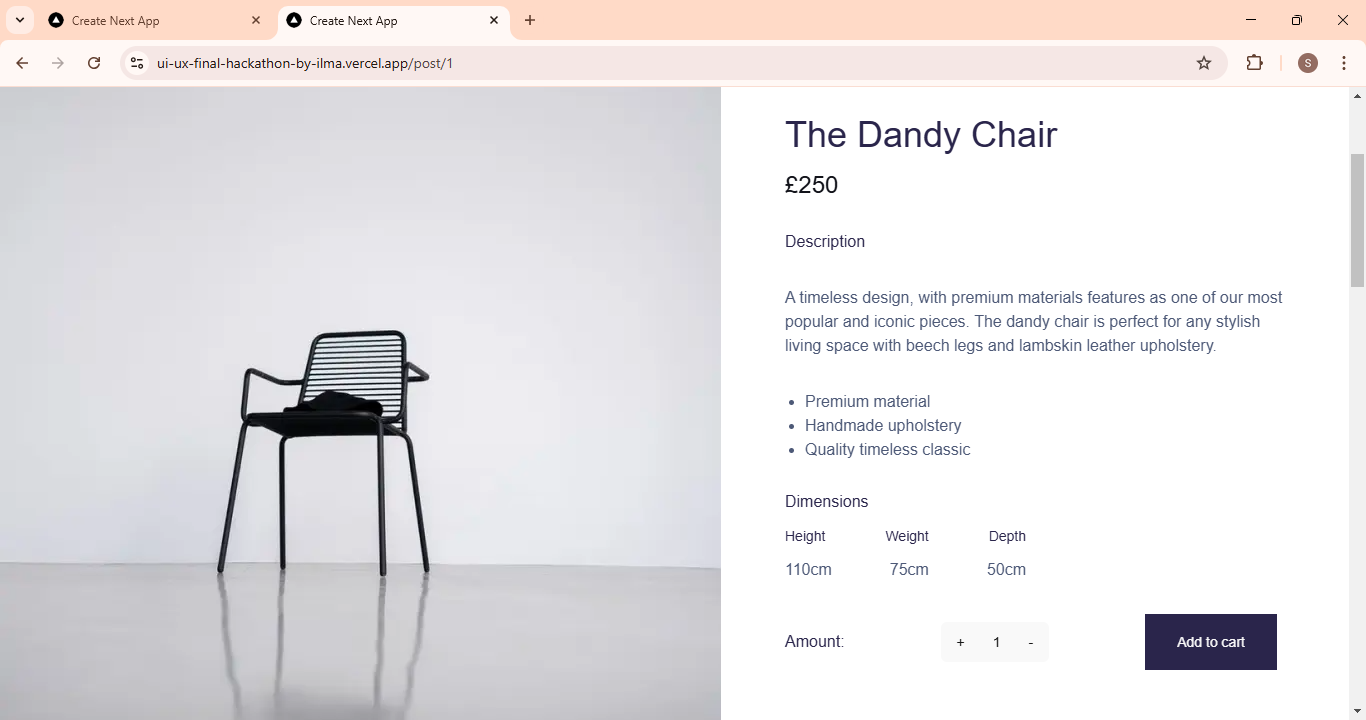 Create Next App
Create Next App
ui-ux-final-hackathon-by-ilma.vercel.app/post/1
S
The Dandy Chair
£250
Description
A timeless design, with premium materials features as one of our most
popular and iconic pieces. The dandy chair is perfect for any stylish
living space with beech legs and lambskin leather upholstery.
• Premium material
• Handmade upholstery
• Quality timeless classic
Dimensions
Height Weight Depth
110cm 75cm 50cm
Amount: + 1 - Add to cart